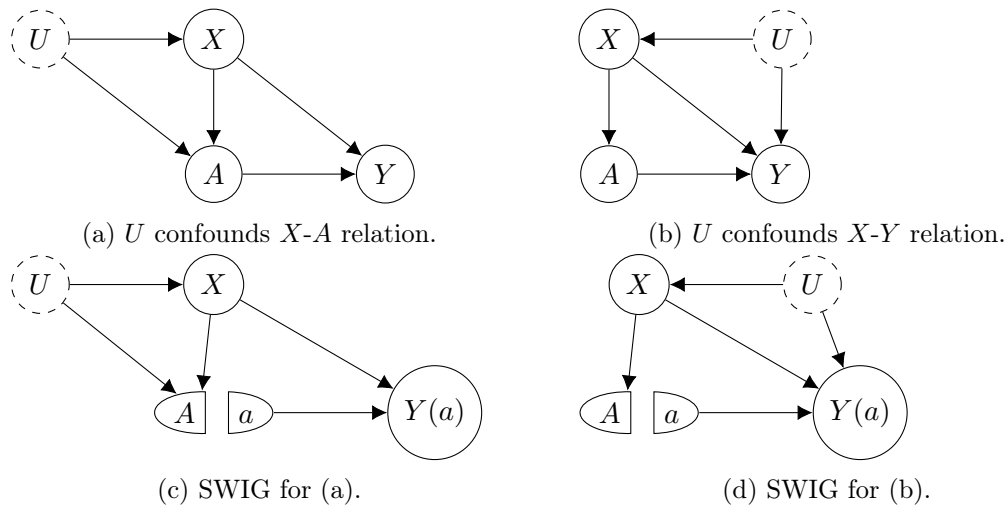 U X X U
A Y A Y
(a) U confounds X-A relation. (b) U confounds X-Y relation.
U X X U
A a Y(a) A a Y(a)
(c) SWIG for (a). (d) SWIG for (b).